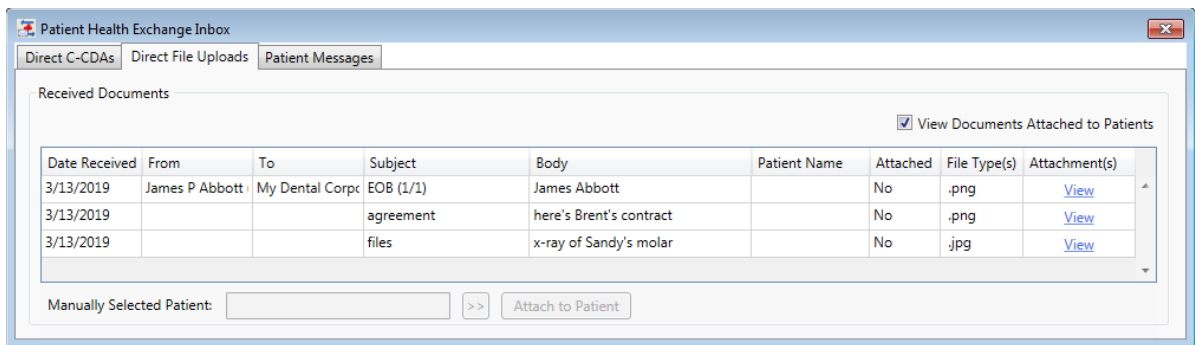 Patient Health Exchange Inbox
Direct C-CDAs Direct File Uploads Patient Messages
Received Documents
View Documents Attached to Patients
Date Received From To Subject Body Patient Name Attached File Type(s) Attachment(s)
3/13/2019 James P Abbott ( My Dental Corpc EOB (1/1) James Abbott No .png View
3/13/2019 agreement here's Brent's contract No .png View
3/13/2019 files x-ray of Sandy's molar No .jpg View
Manually Selected Patient: >> Attach to Patient